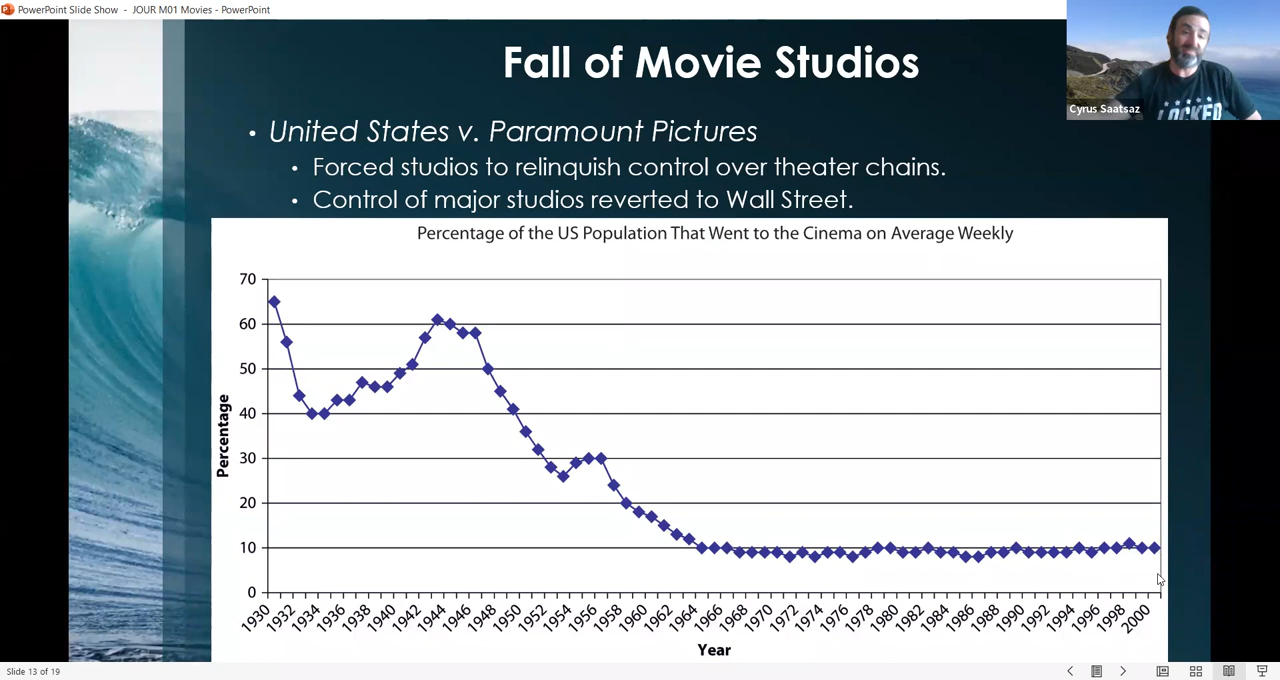 PowerPoint Slide Show - JOUR M01 Movies - PowerPoint
Fall of Movie Studios
Cyrus Saatsaz
LOCKED
• United States v. Paramount Pictures
• Forced studios to relinquish control over theater chains.
• Control of major studios reverted to Wall Street.
Percentage of the US Population That Went to the Cinema on Average Weekly
70
60
50
40
30
20
10
0
Percentage
1930 1932 1934 1936 1938 1940 1942 1944 1946 1948 1950 1952 1954 1956 1958 1960 1962 1964 1966 1968 1970 1972 1974 1976 1978 1980 1982 1984 1986 1988 1990 1992 1994 1996 1998 2000
Year
Slide 13 of 19